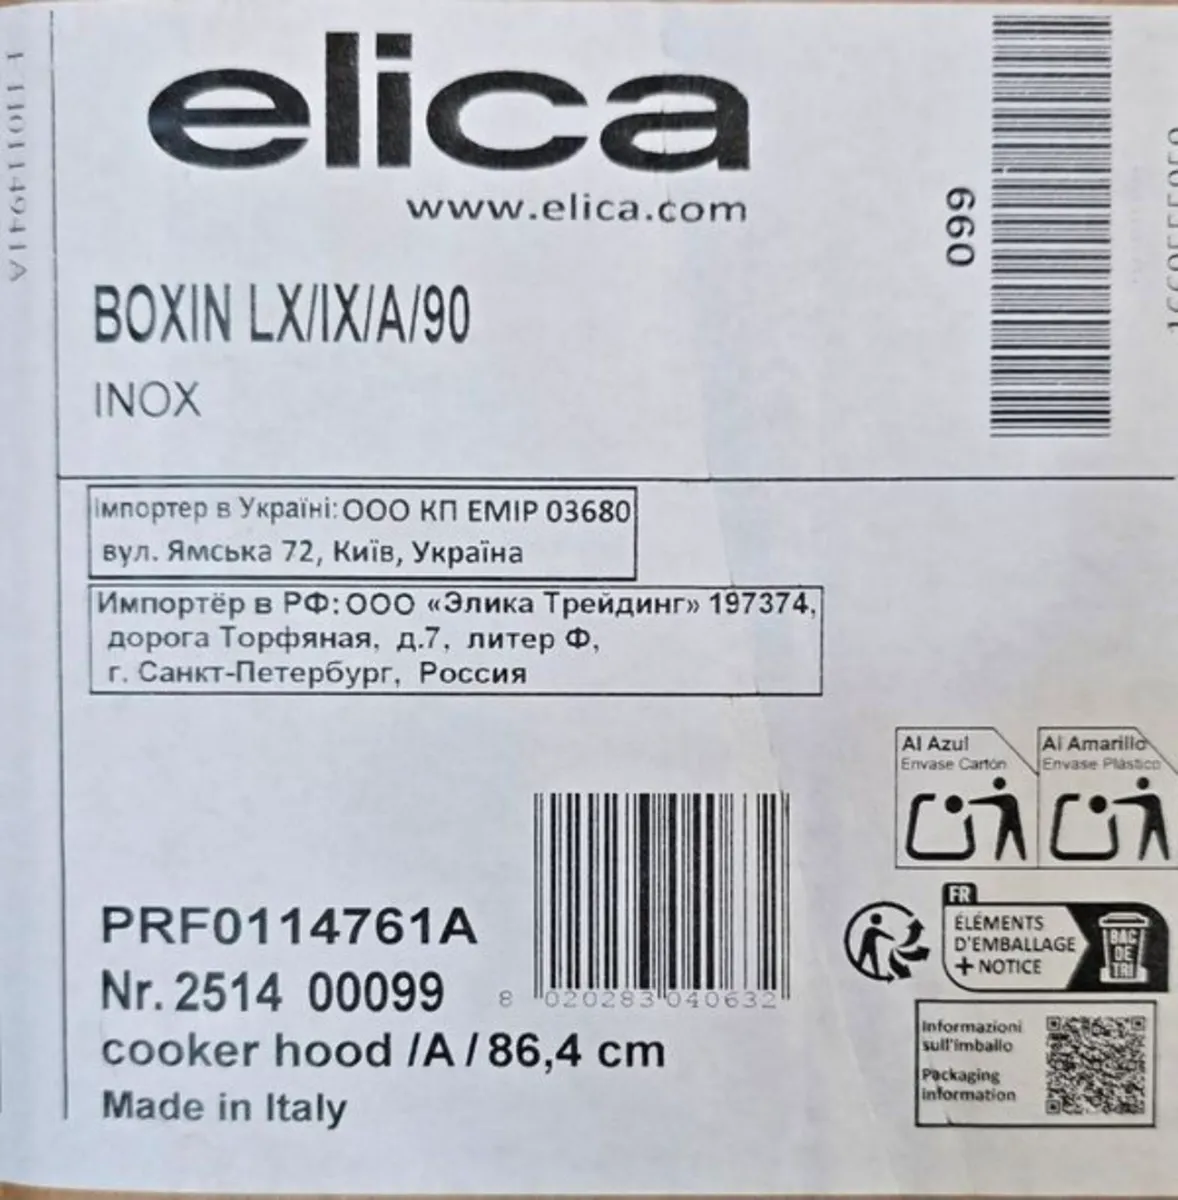 elica
www.elica.com
099
BOXIN LX/IX/A/90
INOX
Імпортер в Україні: ООО КП ЕМІР 03680
вул. Ямська 72, Київ, Україна
Импортёр в РФ: ООО «Элика Трейдинг» 197374,
дорога Торфяная, д.7, литер Ф,
г. Санкт-Петербург, Россия
Al Azul
Envase Cartón
Al Amarillo
Envase Plástico
PRF0114761A
Nr. 2514 00099
cooker hood /A / 86,4 cm
Made in Italy
8 020283 040632
FR
ÉLÉMENTS
D'EMBALLAGE
+ NOTICE
BAC
DE
TRI
Informazioni
sull'imballo
Packaging
information